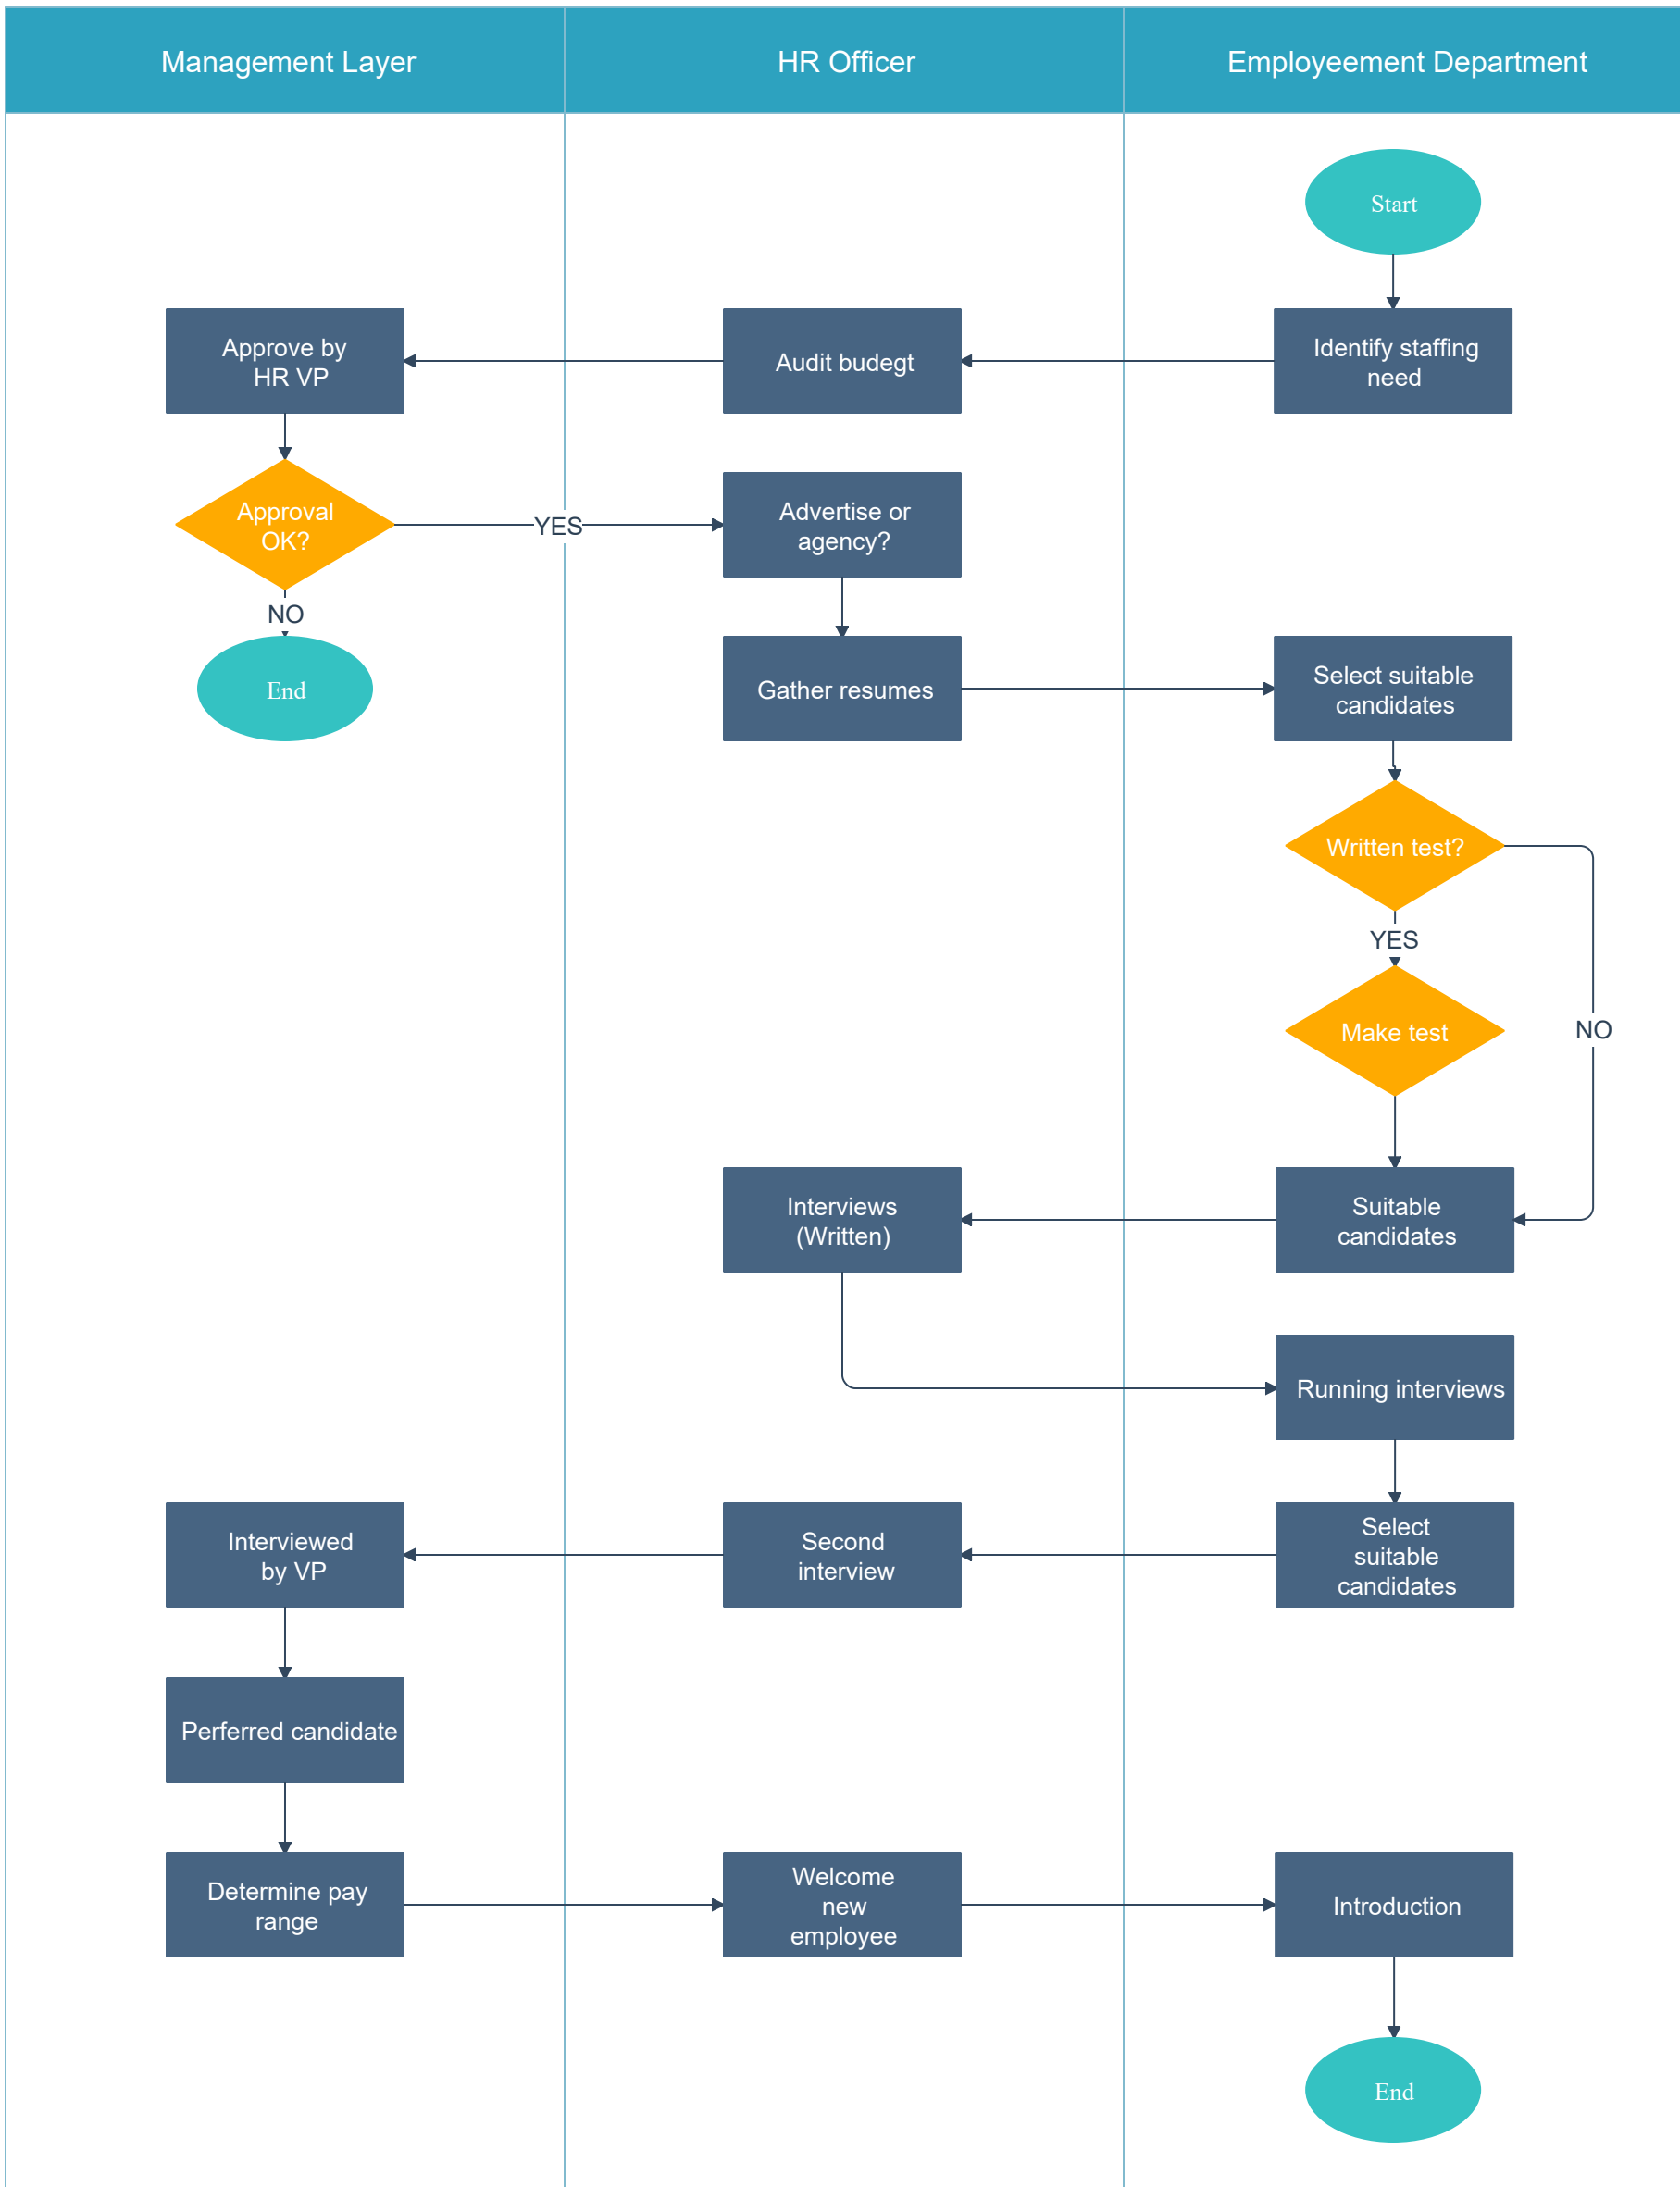 Management Layer
HR Officer
Employeement Department
Start
Approve by
HR VP
Audit budegt
Identify staffing
need
Approval
OK?
YES
Advertise or
agency?
NO
End
Gather resumes
Select suitable
candidates
Written test?
YES
Make test
NO
Interviews
(Written)
Suitable
candidates
Running interviews
Interviewed
by VP
Second
interview
Select
suitable
candidates
Perferred candidate
Determine pay
range
Welcome
new
employee
Introduction
End